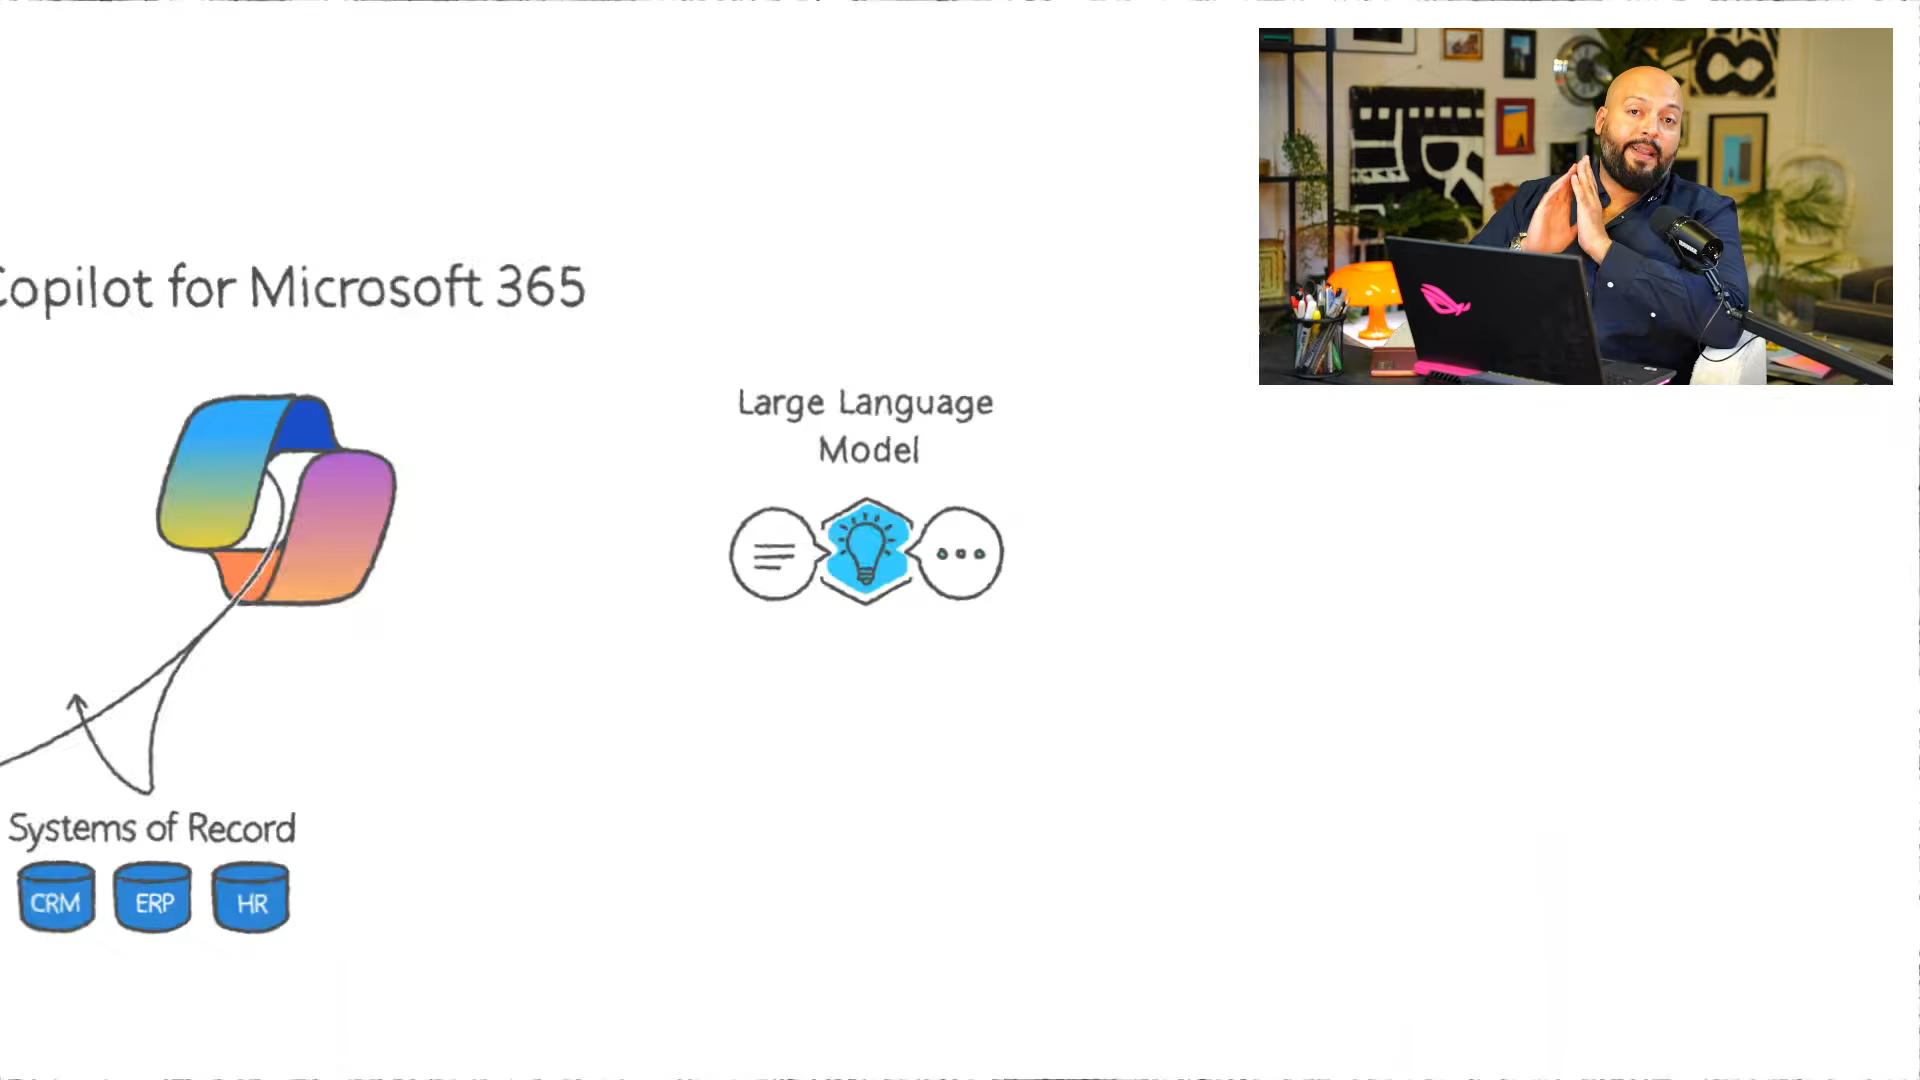 Copilot for Microsoft 365
Large Language
Model
Systems of Record
CRM
ERP
HR